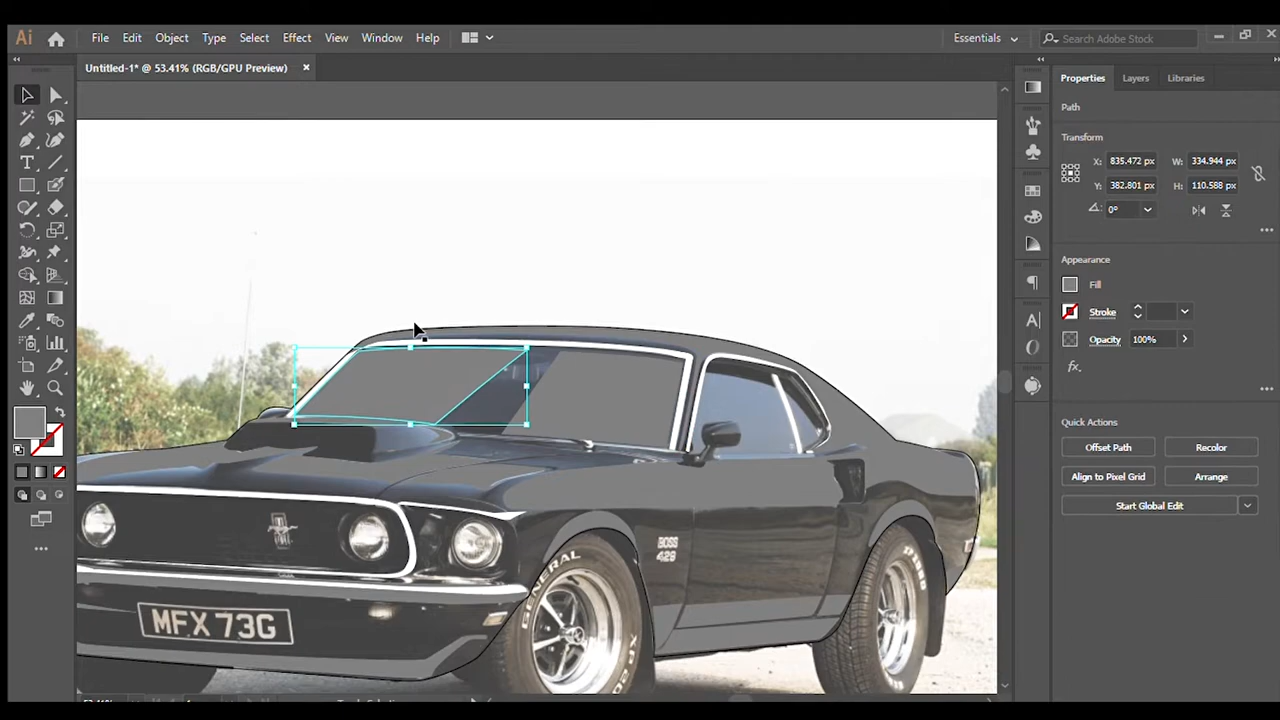 Ai File Edit Object Type Select Effect View Window Help Essentials Search Adobe Stock
Untitled-1* @ 53.41% (RGB/GPU Preview) ×
Properties Layers Libraries
Path
Transform
X: 835.472 px W: 334.944 px
Y: 382.801 px H: 110.588 px
0°
Appearance
Fill
Stroke
Opacity 100%
fx
Quick Actions
Offset Path Recolor
Align to Pixel Grid Arrange
Start Global Edit
BOSS
429
GENERAL
MFX 73G